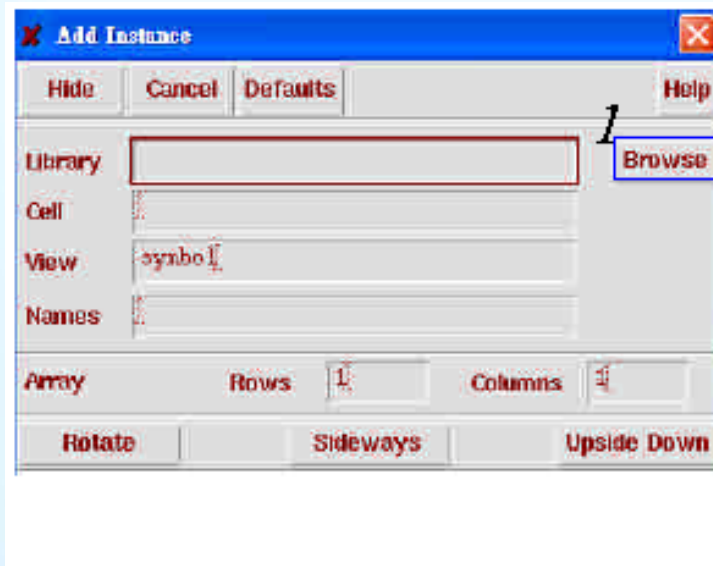 Add Instance
Hide Cancel Defaults Help
1
Library Browse
Cell
View symbol
Names
Array Rows 1 Columns 1
Rotate Sideways Upside Down